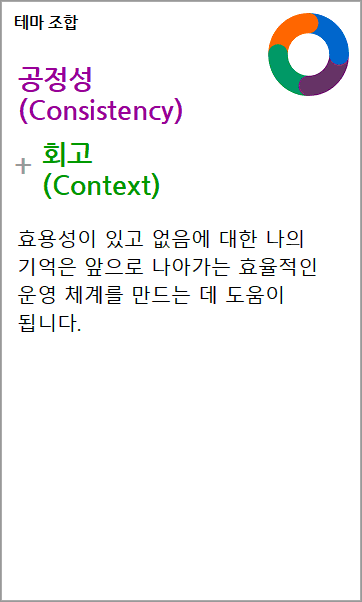 테마 조합
공정성
(Consistency)
+ 회고
(Context)
효용성이 있고 없음에 대한 나의
기억은 앞으로 나아가는 효율적인
운영 체계를 만드는 데 도움이
됩니다.